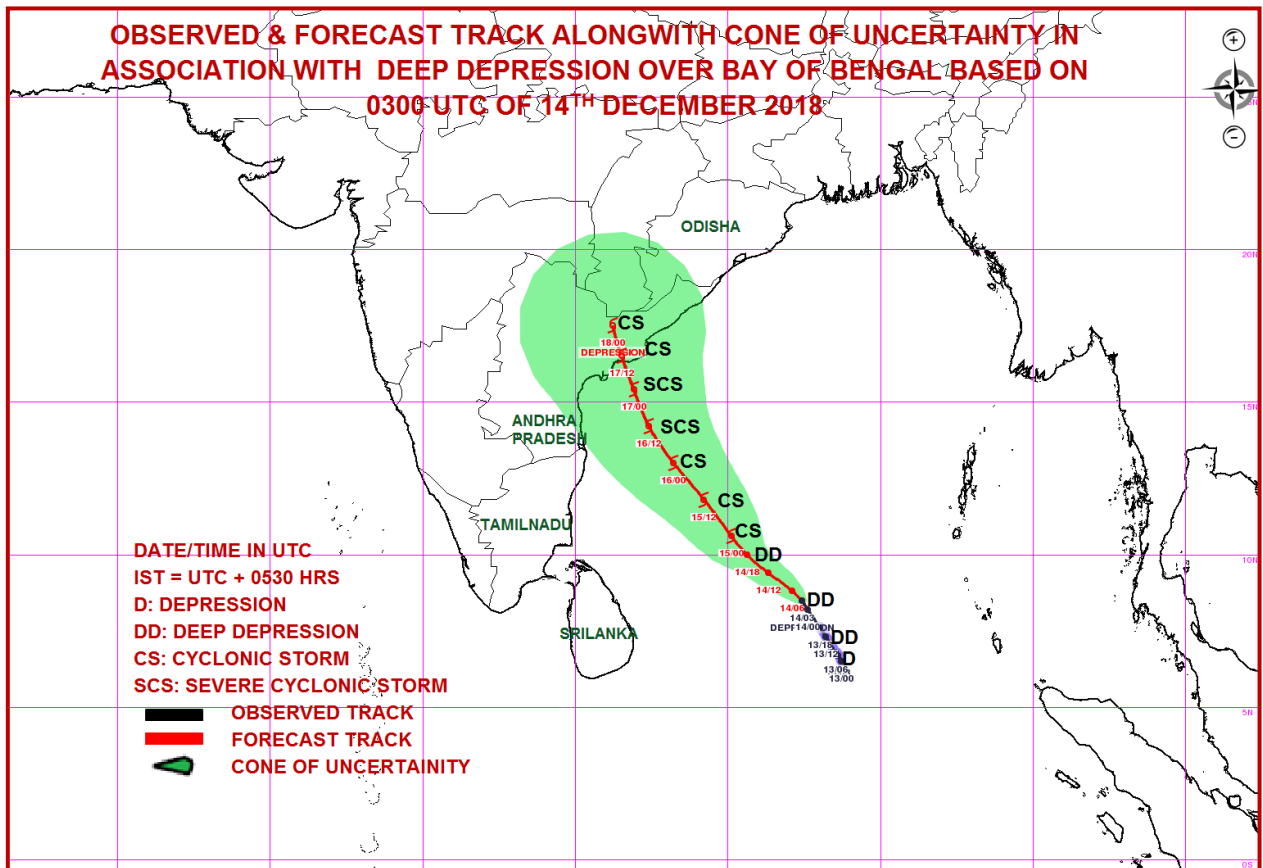 OBSERVED & FORECAST TRACK ALONGWITH CONE OF UNCERTAINTY IN
ASSOCIATION WITH DEEP DEPRESSION OVER BAY OF BENGAL BASED ON
0300 UTC OF 14TH DECEMBER 2018
ODISHA
20N
CS
18/00
DEPRESSION
CS
17/12
SCS
17/00
15N
ANDHRA
PRADESH
SCS
16/12
CS
16/00
CS
15/12
TAMILNADU
CS
15/00
DD
10N
14/18
14/12
DD
14/06
14/03
14/00
SRILANKA
DD
13/18
13/12
D
13/06
13/00
5N
0S
DATE/TIME IN UTC
IST = UTC + 0530 HRS
D: DEPRESSION
DD: DEEP DEPRESSION
CS: CYCLONIC STORM
SCS: SEVERE CYCLONIC STORM
OBSERVED TRACK
FORECAST TRACK
CONE OF UNCERTAINITY